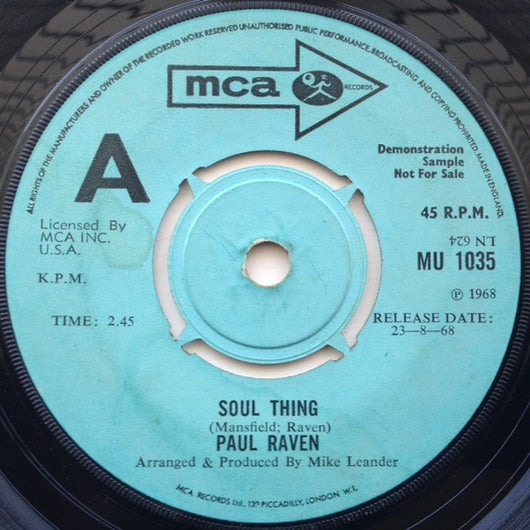 ALL RIGHTS OF THE MANUFACTURERS AND OWNER OF THE RECORDED WORK RESERVED UNAUTHORISED PUBLIC PERFORMANCE, BROADCASTING AND COPYING PROHIBITED. MADE IN ENGLAND.
mca
RECORDS
A
Demonstration
Sample
Not For Sale
Licensed By
MCA INC.
U.S.A.
45 R.P.M.
LN 624
MU 1035
K.P.M.
℗ 1968
TIME: 2.45
RELEASE DATE:
23—8—68
SOUL THING
(Mansfield; Raven)
PAUL RAVEN
Arranged & Produced By Mike Leander
MCA RECORDS Ltd., 139 PICCADILLY, LONDON W.1.